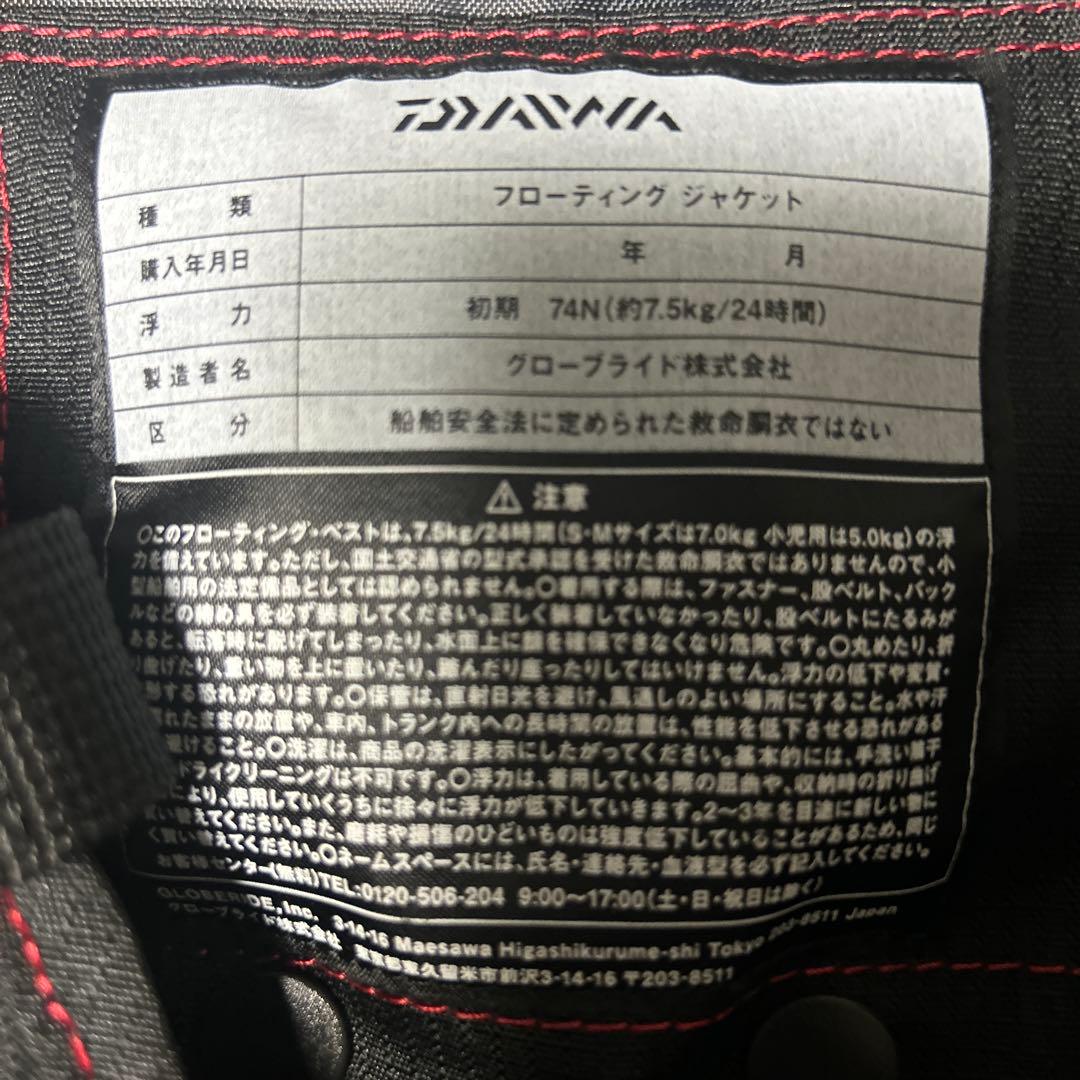 DAIWA
種類 フローティング ジャケット
購入年月日 年 月
浮力 初期 74N(約7.5kg/24時間)
製造者名 グローブライド株式会社
区分 船舶安全法に定められた救命胴衣ではない
⚠ 注意
○このフローティング・ベストは、7.5kg/24時間(S・Mサイズは7.0kg 小児用は5.0kg)の浮
力を備えています。ただし、国土交通省の型式承認を受けた救命胴衣ではありませんので、小
型船舶用の法定備品としては認められません。○着用する際は、ファスナー、股ベルト、バック
ルなどの締め具を必ず装着してください。正しく装着していなかったり、股ベルトにたるみが
あると、転落時に脱げてしまったり、水面上に顔を確保できなくなり危険です。○丸めたり、折
り曲げたり、重い物を上に置いたり、踏んだり座ったりしてはいけません。浮力の低下や変質・
形する恐れがあります。○保管は、直射日光を避け、風通しのよい場所にすること。水や汗
れたままの放置や、車内、トランク内への長時間の放置は、性能を低下させる恐れがある
避けること。○洗濯は、商品の洗濯表示にしたがってください。基本的には、手洗い陰干
ドライクリーニングは不可です。○浮力は、着用している際の屈曲や、収納時の折り曲げ
により、使用していくうちに徐々に浮力が低下していきます。2〜3年を目途に新しい物に
い替えてください。また、磨耗や損傷のひどいものは強度低下していることがあるため、同じ
く買い替えてください。○ネームスペースには、氏名・連絡先・血液型を必ず記入してください。
お客様センター(無料)TEL:0120-506-204 9:00〜17:00(土・日・祝日は除く)
GLOBERIDE,Inc. 3-14-16 Maesawa Higashikurume-shi Tokyo 203-8511 Japan
グローブライド株式会社 東京都東久留米市前沢3-14-16 〒203-8511